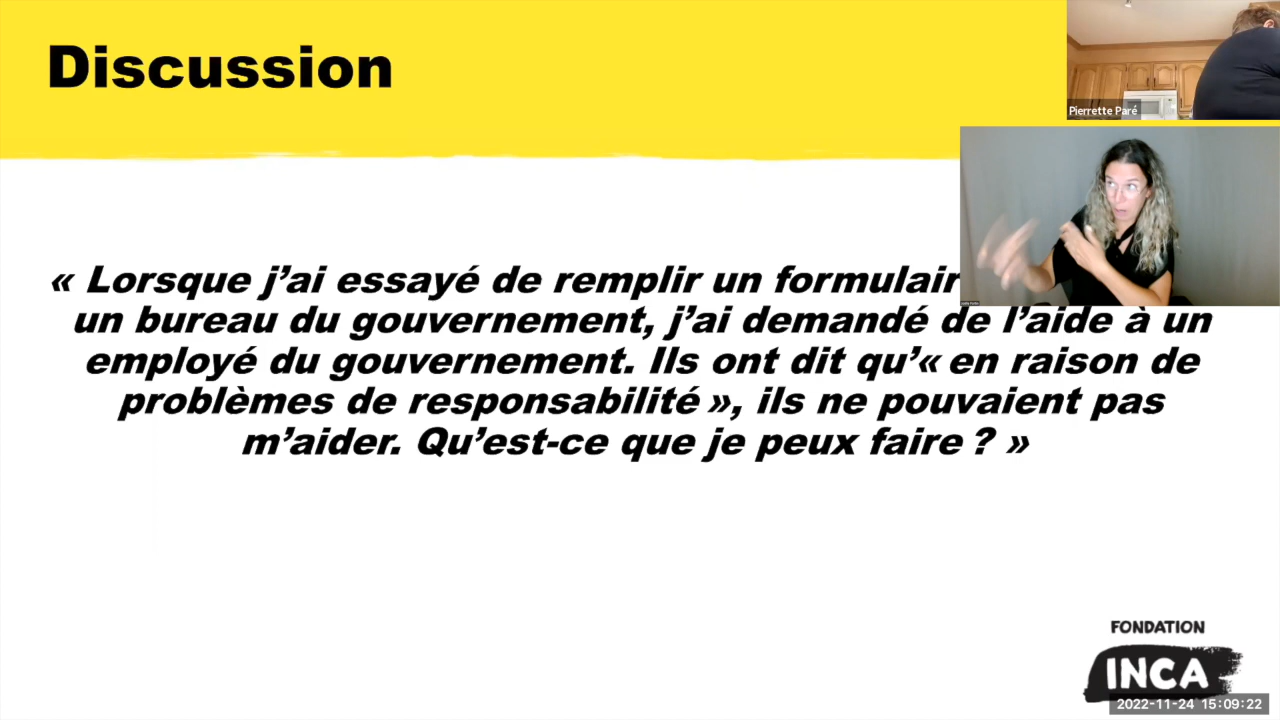 Discussion
Pierrette Paré
« Lorsque j’ai essayé de remplir un formulair
un bureau du gouvernement, j’ai demandé de l’aide à un
employé du gouvernement. Ils ont dit qu’« en raison de
problèmes de responsabilité », ils ne pouvaient pas
m’aider. Qu’est-ce que je peux faire ? »
FONDATION
INCA
2022-11-24 15:09:22